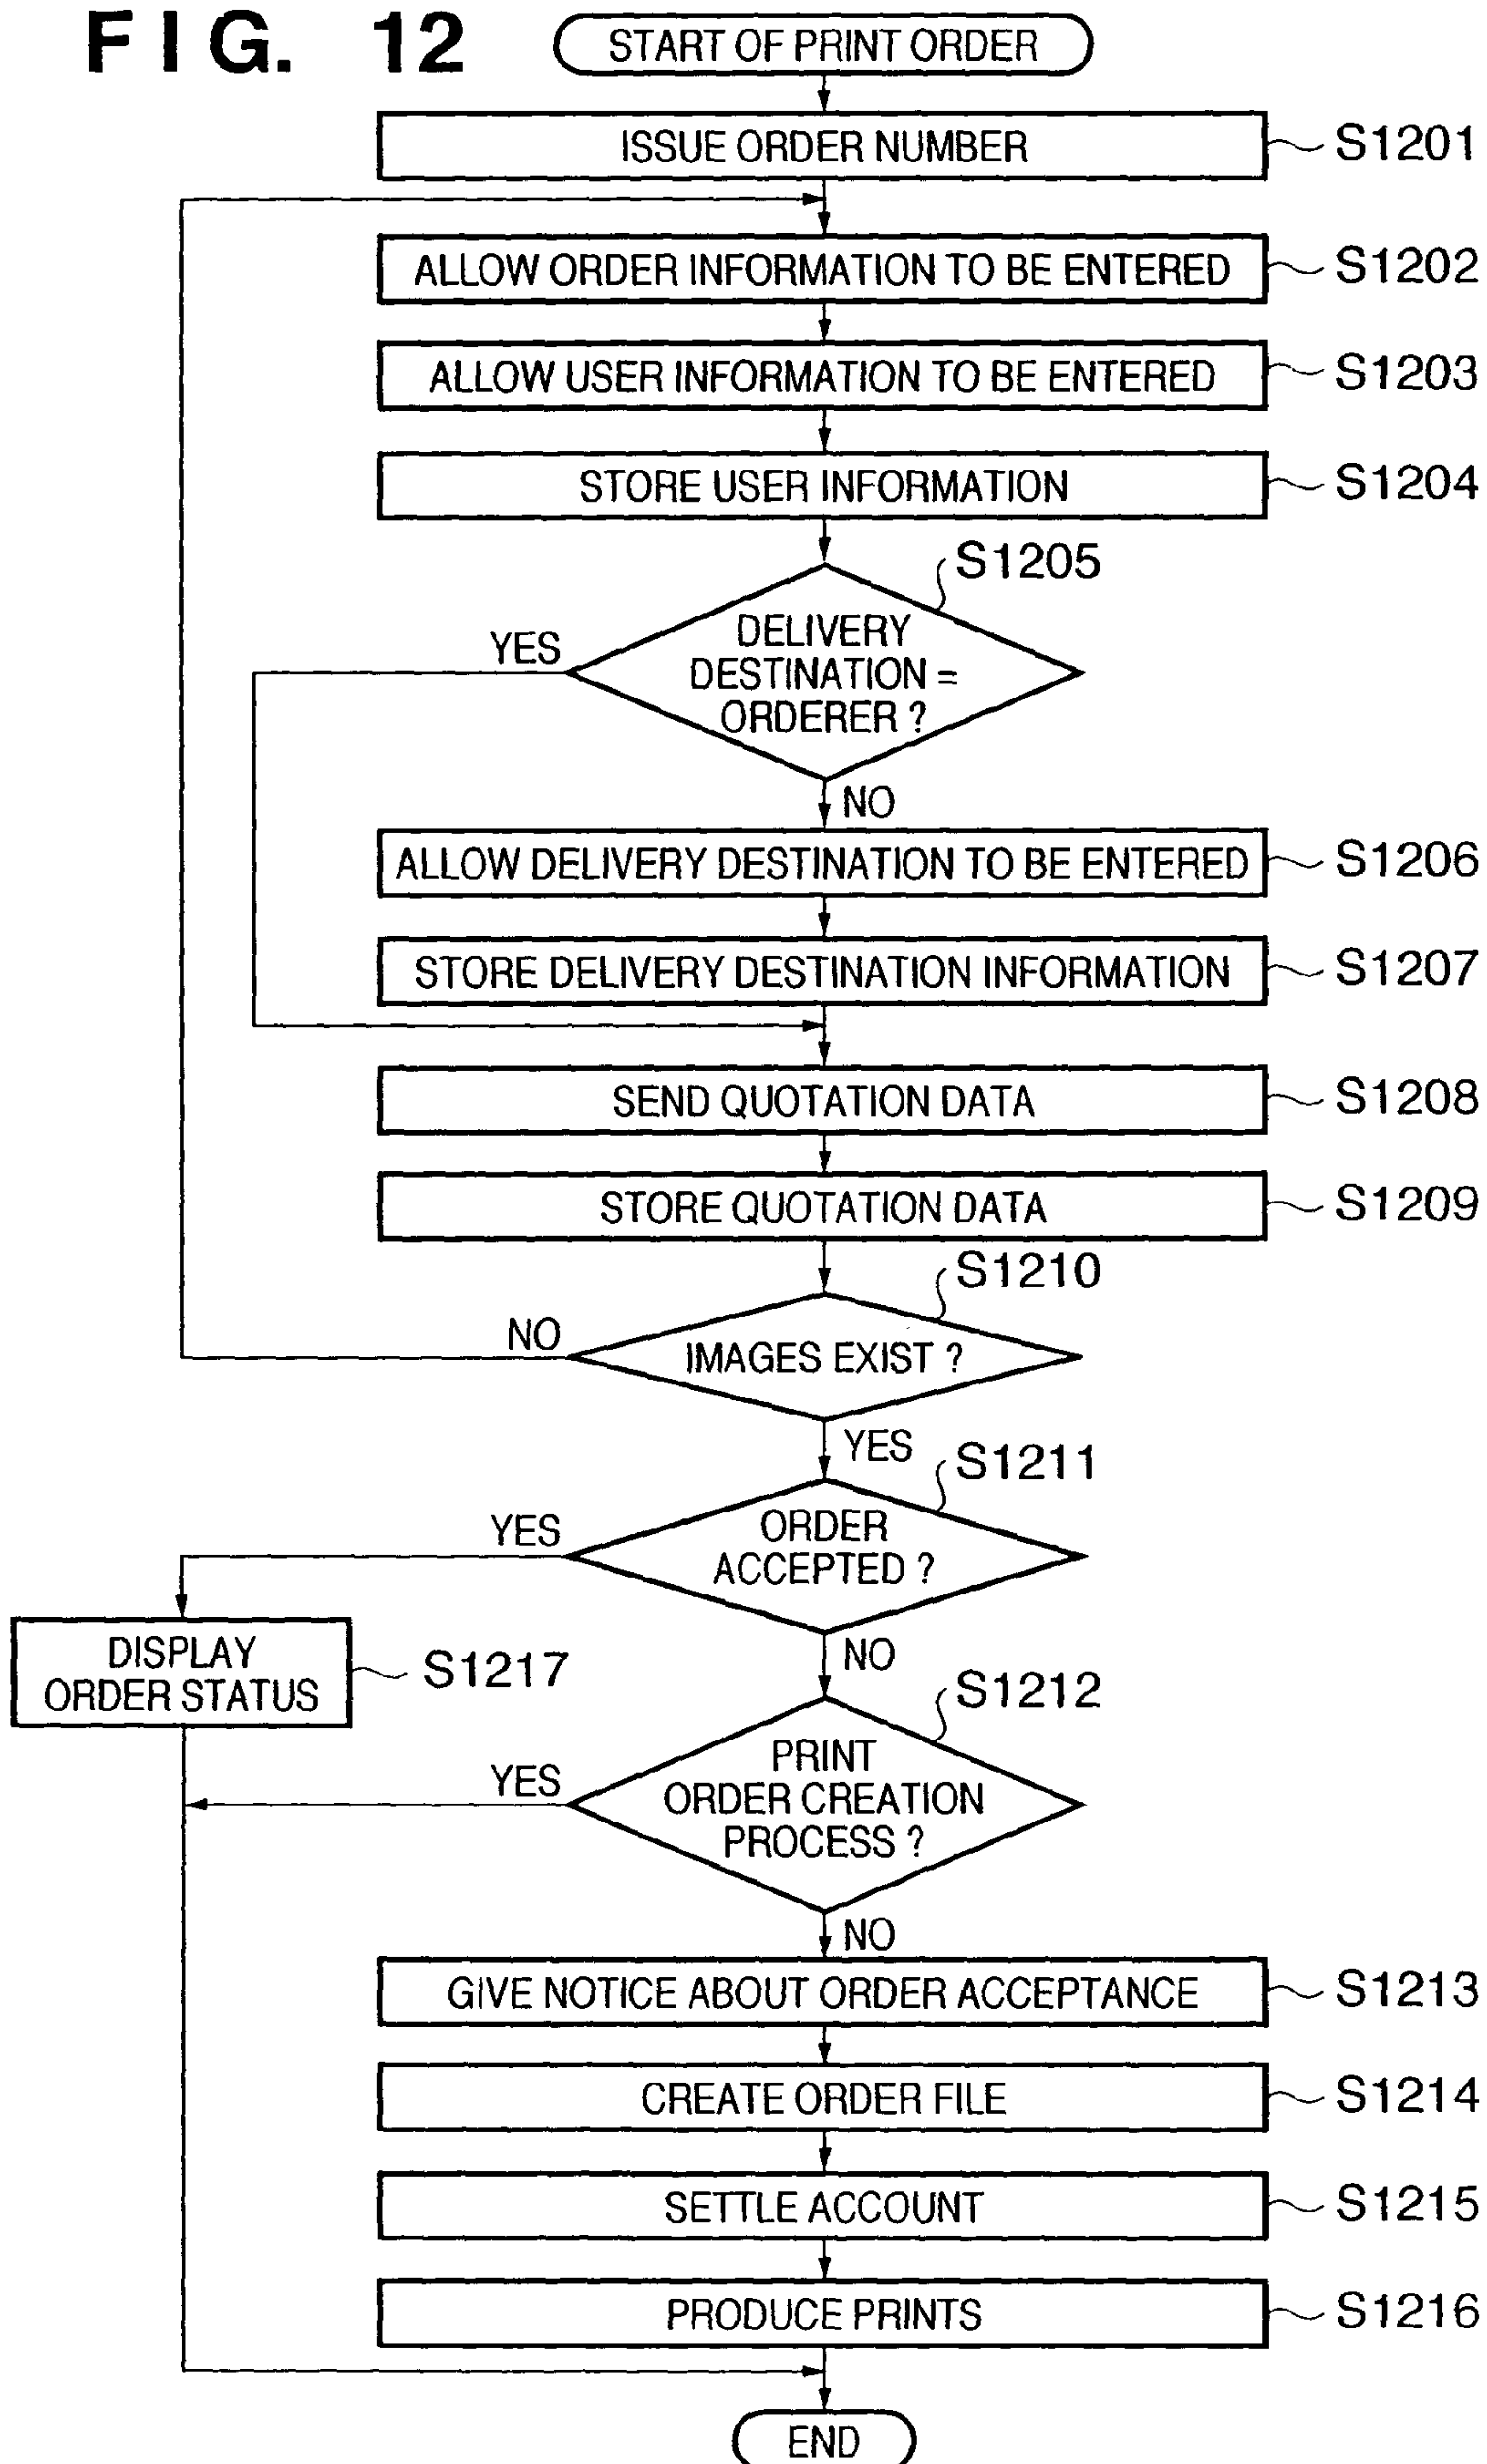 FIG. 12
START OF PRINT ORDER
ISSUE ORDER NUMBER
S1201
ALLOW ORDER INFORMATION TO BE ENTERED
S1202
ALLOW USER INFORMATION TO BE ENTERED
S1203
STORE USER INFORMATION
S1204
S1205
YES
DELIVERY
DESTINATION =
ORDERER ?
NO
ALLOW DELIVERY DESTINATION TO BE ENTERED
S1206
STORE DELIVERY DESTINATION INFORMATION
S1207
SEND QUOTATION DATA
S1208
STORE QUOTATION DATA
S1209
S1210
NO
IMAGES EXIST ?
YES
S1211
YES
ORDER
ACCEPTED ?
NO
DISPLAY
ORDER STATUS
S1217
S1212
YES
PRINT
ORDER CREATION
PROCESS ?
NO
GIVE NOTICE ABOUT ORDER ACCEPTANCE
S1213
CREATE ORDER FILE
S1214
SETTLE ACCOUNT
S1215
PRODUCE PRINTS
S1216
END